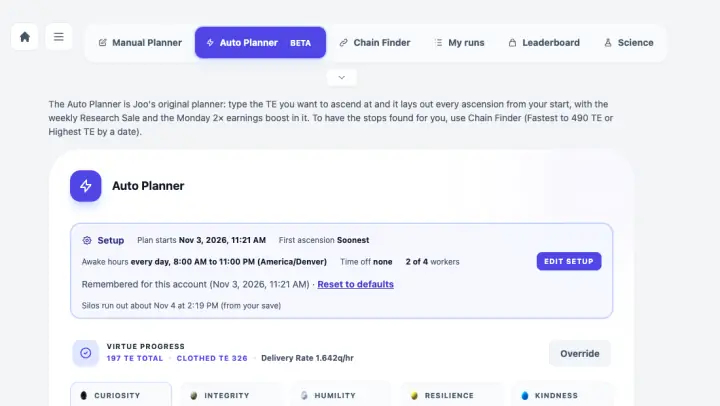 Manual Planner
Auto Planner BETA
Chain Finder
My runs
Leaderboard
Science
The Auto Planner is Joo's original planner: type the TE you want to ascend at and it lays out every ascension from your start, with the
weekly Research Sale and the Monday 2× earnings boost in it. To have the stops found for you, use Chain Finder (Fastest to 490 TE or
Highest TE by a date).
Auto Planner
Setup Plan starts Nov 3, 2026, 11:21 AM First ascension Soonest
Awake hours every day, 8:00 AM to 11:00 PM (America/Denver) Time off none 2 of 4 workers
EDIT SETUP
Remembered for this account (Nov 3, 2026, 11:21 AM) · Reset to defaults
Silos run out about Nov 4 at 2:19 PM (from your save)
VIRTUE PROGRESS
197 TE TOTAL · CLOTHED TE 326 · Delivery Rate 1.642q/hr
Override
CURIOSITY
INTEGRITY
HUMILITY
RESILIENCE
KINDNESS